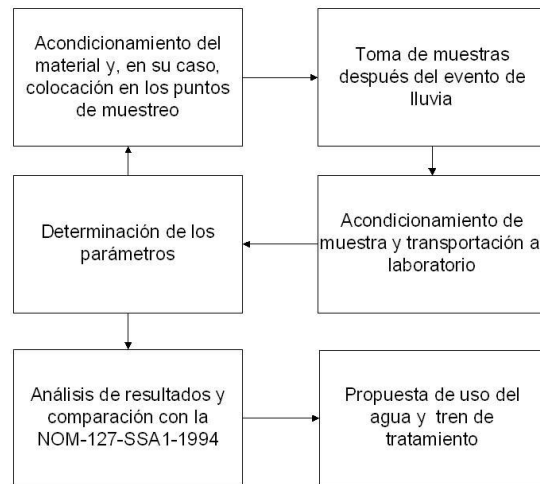 Acondicionamiento del
material y, en su caso,
colocación en los puntos
de muestreo
Toma de muestras
después del evento de
lluvia
Determinación de los
parámetros
Acondicionamiento de
muestra y transportación a
laboratorio
Análisis de resultados y
comparación con la
NOM-127-SSA1-1994
Propuesta de uso del
agua y tren de
tratamiento